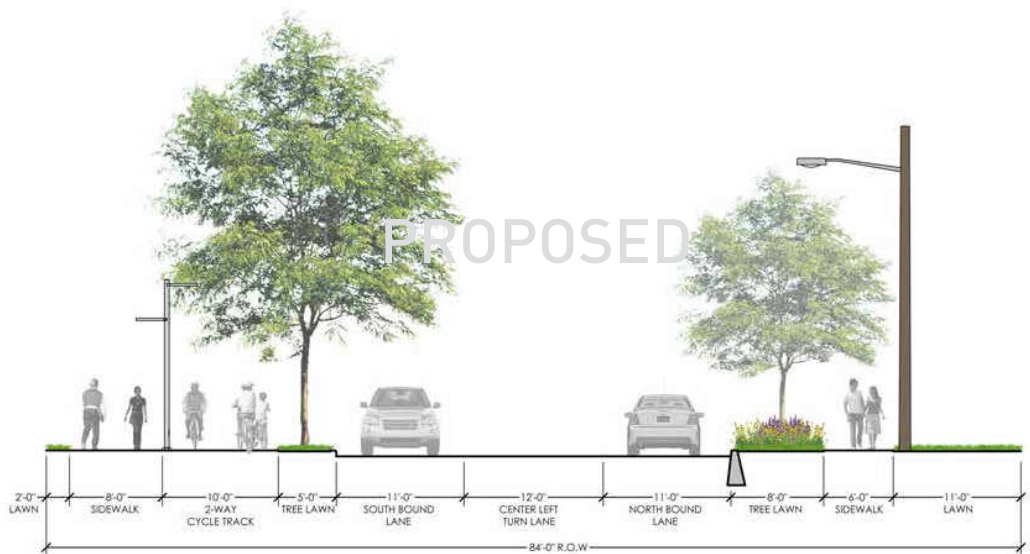 PROPOSED
2'-0"
LAWN
8'-0"
SIDEWALK
10'-0"
2-WAY
CYCLE TRACK
5'-0"
TREE LAWN
11'-0"
SOUTH BOUND
LANE
12'-0"
CENTER LEFT
TURN LANE
11'-0"
NORTH BOUND
LANE
8'-0"
TREE LAWN
6'-0"
SIDEWALK
11'-0"
LAWN
84'-0" R.O.W